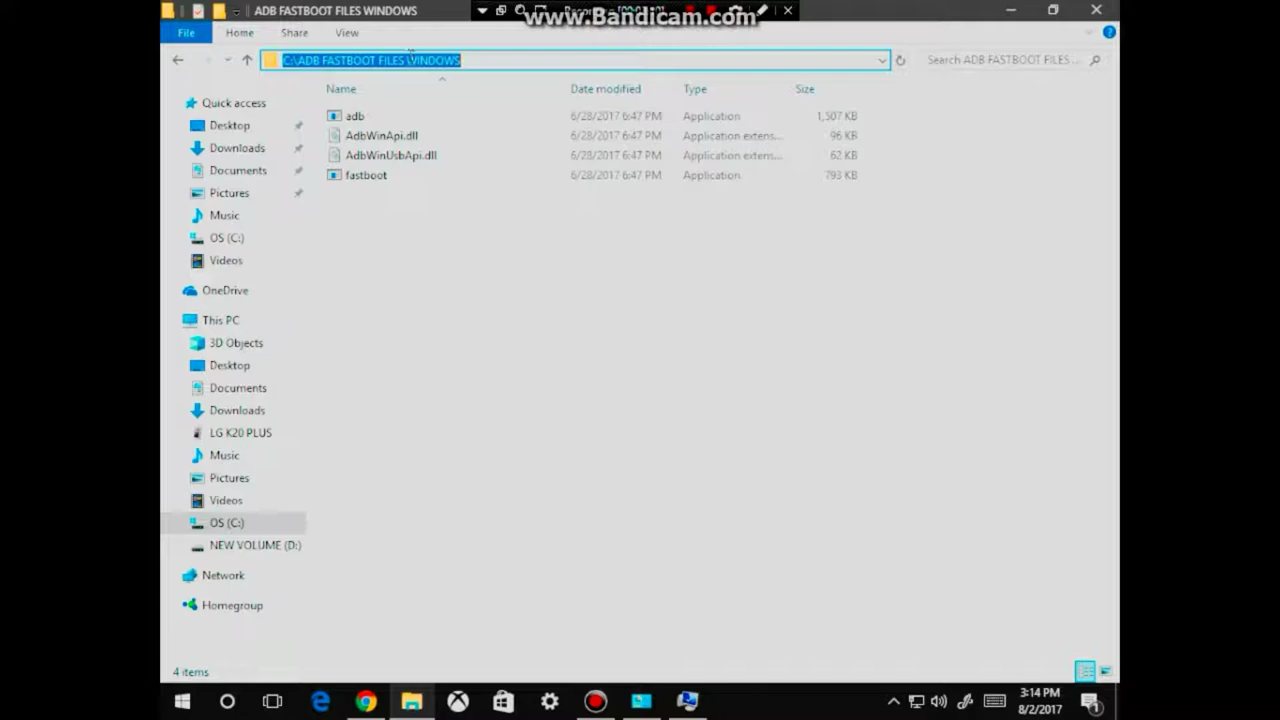 ADB FASTBOOT FILES WINDOWS
www.Bandicam.com
File Home Share View
C:\ADB FASTBOOT FILES WINDOWS
Search ADB FASTBOOT FILES ...
Name Date modified Type Size
adb 6/28/2017 6:47 PM Application 1,507 KB
AdbWinApi.dll 6/28/2017 6:47 PM Application extens... 96 KB
AdbWinUsbApi.dll 6/28/2017 6:47 PM Application extens... 62 KB
fastboot 6/28/2017 6:47 PM Application 793 KB
Quick access
Desktop
Downloads
Documents
Pictures
Music
OS (C:)
Videos
OneDrive
This PC
3D Objects
Desktop
Documents
Downloads
LG K20 PLUS
Music
Pictures
Videos
OS (C:)
NEW VOLUME (D:)
Network
Homegroup
4 items
3:14 PM
8/2/2017